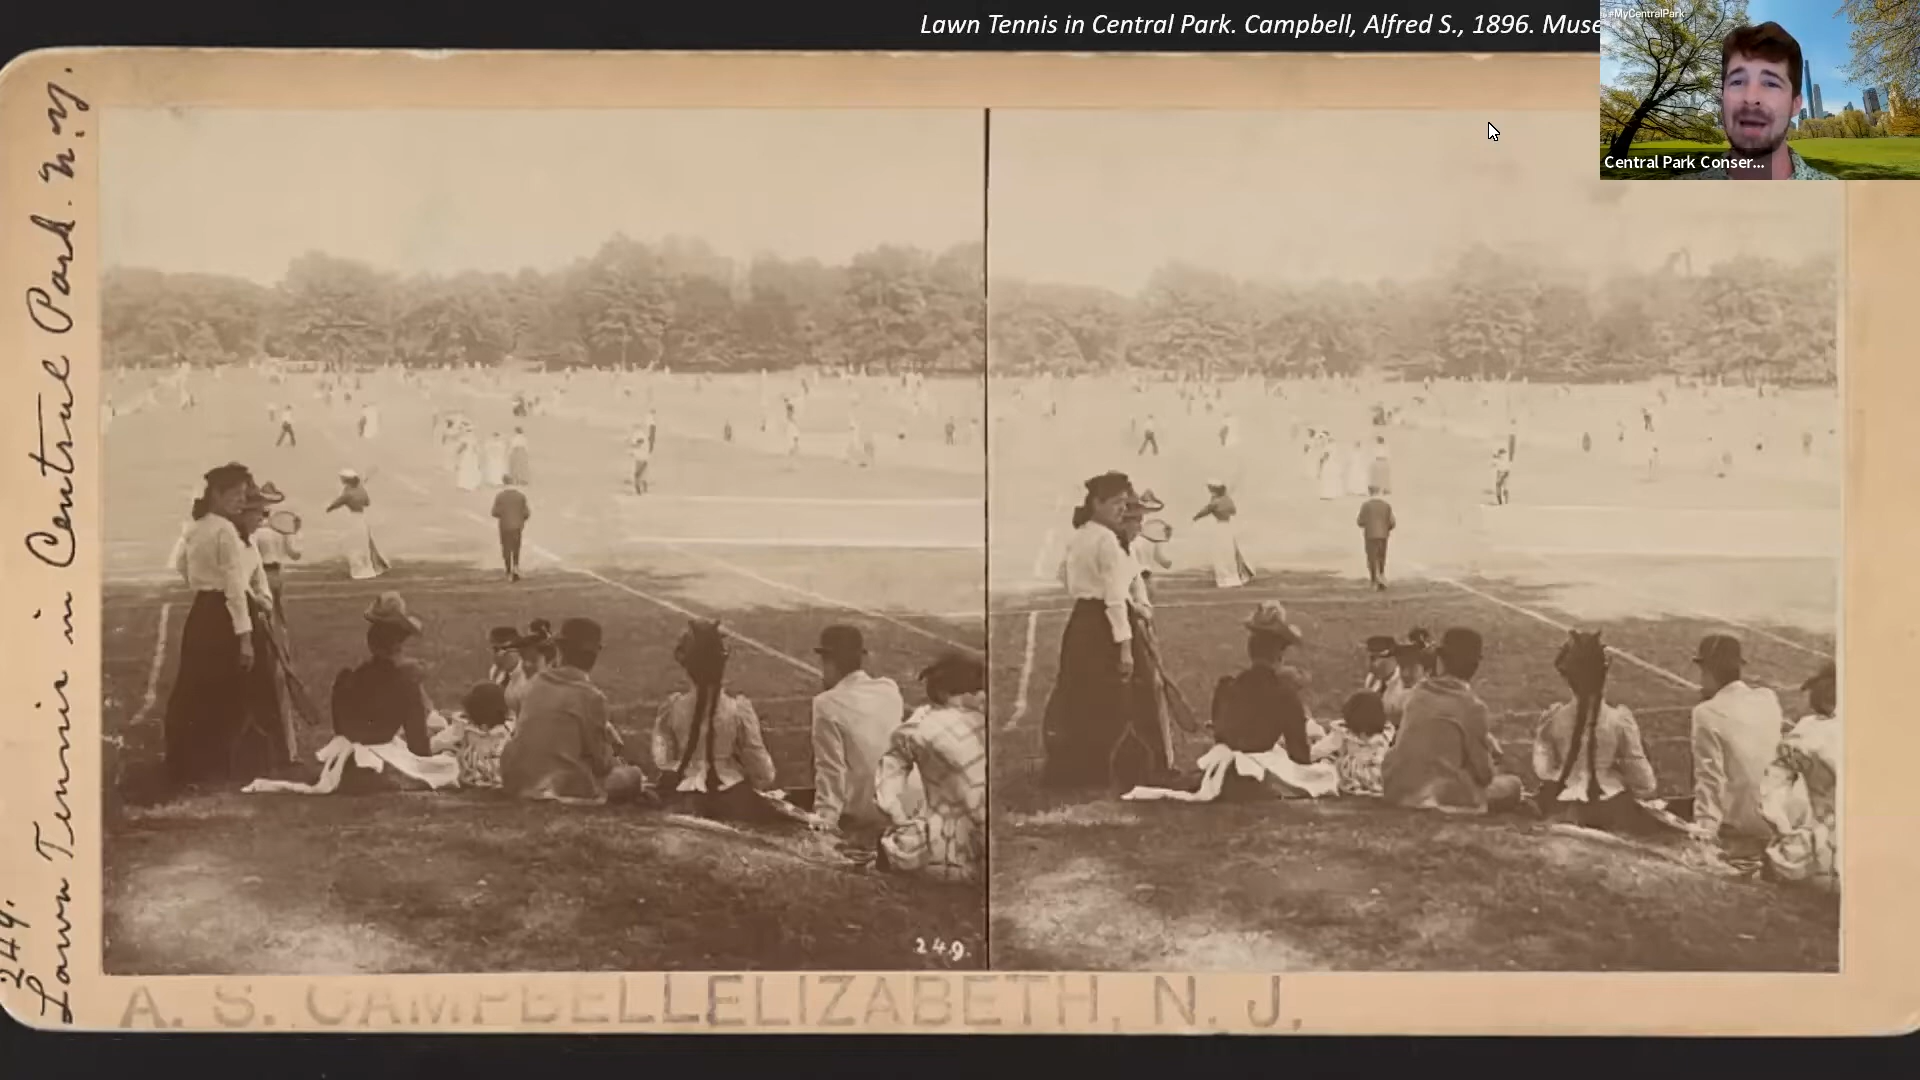 Lawn Tennis in Central Park. Campbell, Alfred S., 1896. Muse
#MyCentralPark
Central Park Conser...
249.
Lawn Tennis in Central Park. N.Y.
249.
A. S. CAMPBELL ELIZABETH, N. J.